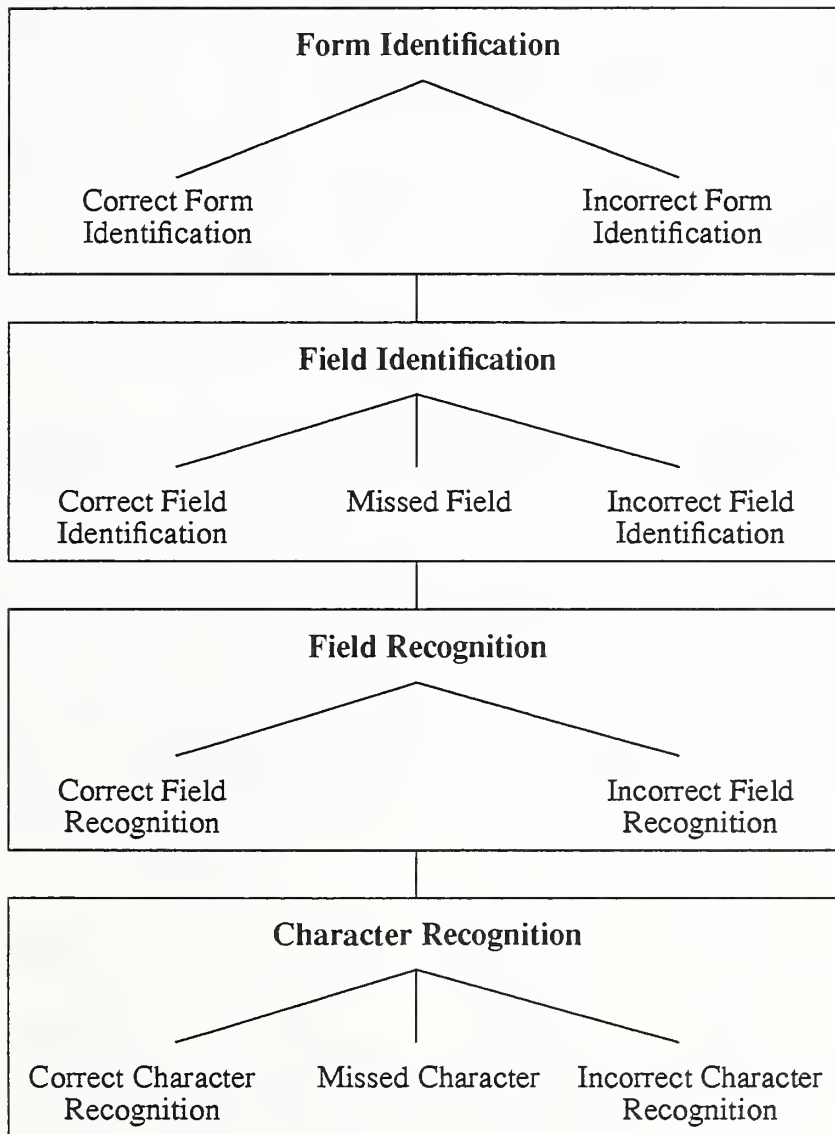 Form Identification
Correct Form
Identification
Incorrect Form
Identification
Field Identification
Correct Field
Identification
Missed Field
Incorrect Field
Identification
Field Recognition
Correct Field
Recognition
Incorrect Field
Recognition
Character Recognition
Correct Character
Recognition
Missed Character
Incorrect Character
Recognition